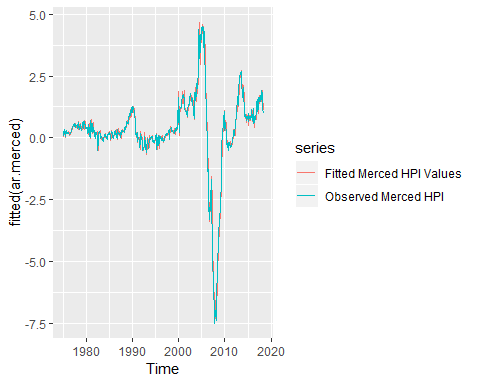 5.0
2.5
0.0
-2.5
-5.0
-7.5
fitted(ar.merced)
1980 1990 2000 2010 2020
Time
series
Fitted Merced HPI Values
Observed Merced HPI